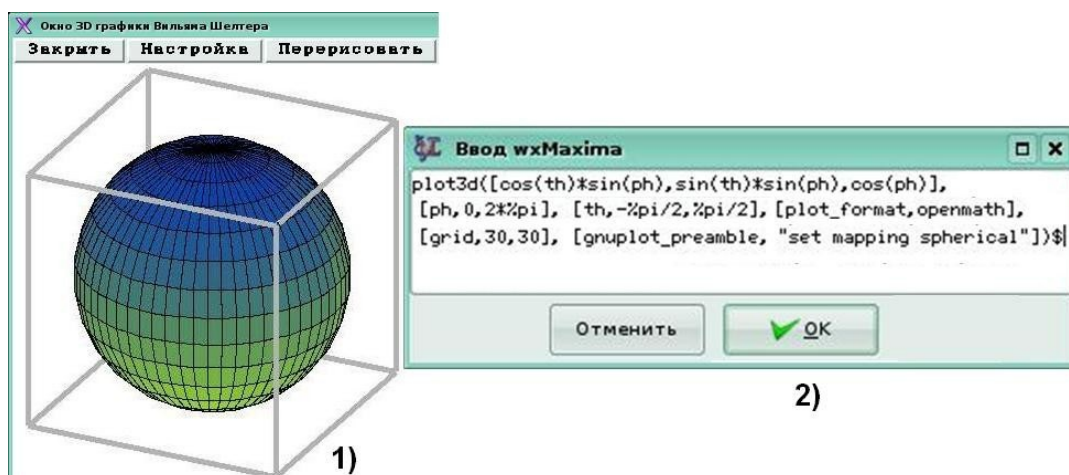 Окно 3D графики Вильяма Шелтера
Закрыть Настройка Перерисовать
Ввод wxMaxima
plot3d([cos(th)*sin(ph),sin(th)*sin(ph),cos(ph)],
[ph,0,2*%pi], [th,-%pi/2,%pi/2], [plot_format,openmath],
[grid,30,30], [gnuplot_preamble, "set mapping spherical"])$
Отменить OK
1)
2)